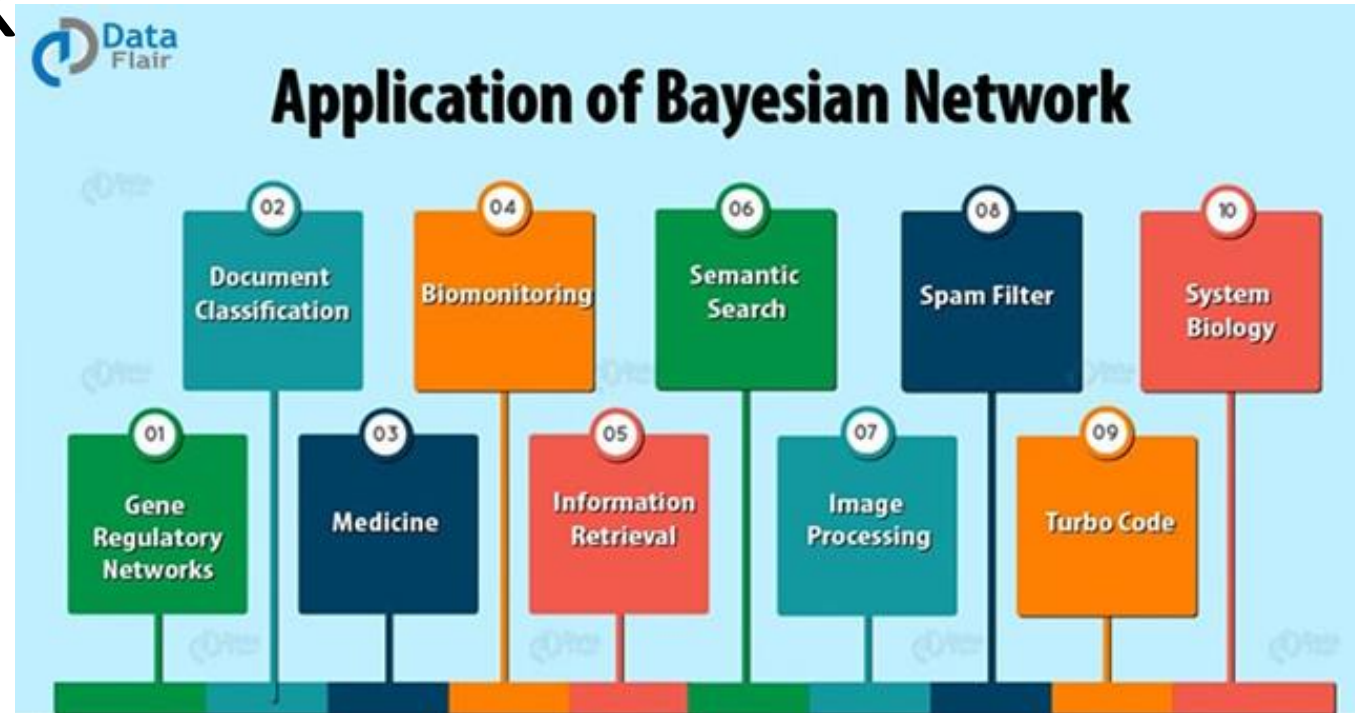 Data
Flair
Application of Bayesian Network
01
Gene
Regulatory
Networks
02
Document
Classification
03
Medicine
04
Biomonitoring
05
Information
Retrieval
06
Semantic
Search
07
Image
Processing
08
Spam Filter
09
Turbo Code
10
System
Biology